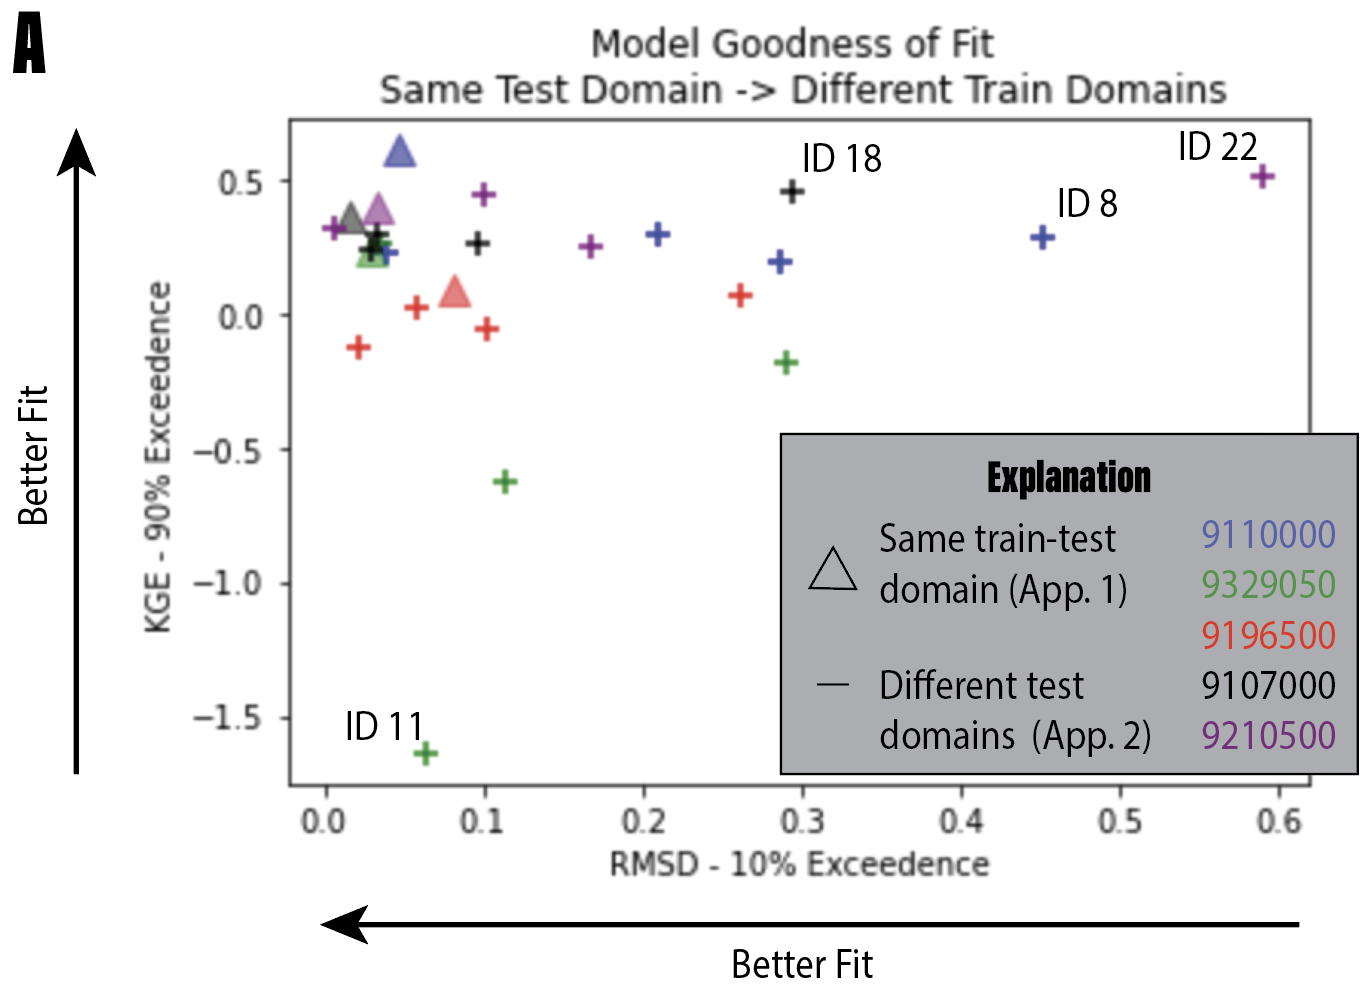 A
Model Goodness of Fit
Same Test Domain -> Different Train Domains
ID 18
ID 22
ID 8
ID 11
0.5
0.0
−0.5
−1.0
−1.5
KGE - 90% Exceedence
Better Fit
Explanation
Same train-test
domain (App. 1)
Different test
domains (App. 2)
9110000
9329050
9196500
9107000
9210500
0.0 0.1 0.2 0.3 0.4 0.5 0.6
RMSD - 10% Exceedence
Better Fit